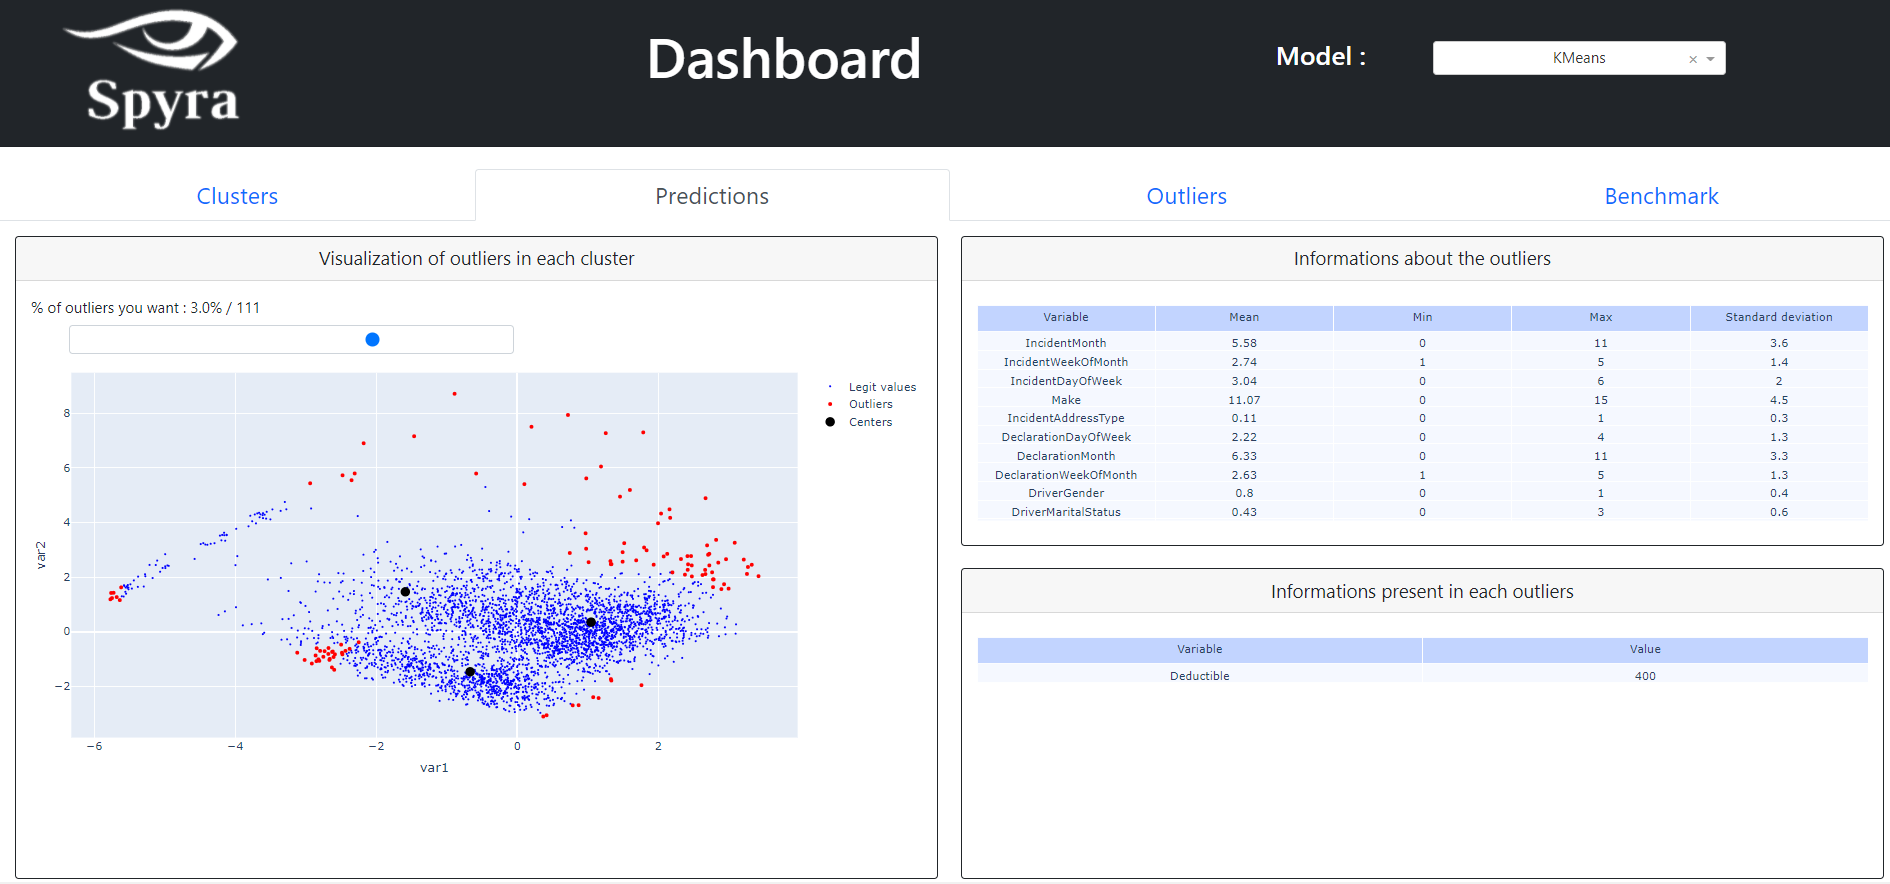 Spyra
Dashboard
Model :
KMeans
Clusters
Predictions
Outliers
Benchmark
Visualization of outliers in each cluster
% of outliers you want : 3.0% / 111
Legit values
Outliers
Centers
8
6
4
2
0
−2
var2
−6
−4
−2
0
2
var1
Informations about the outliers
Variable Mean Min Max Standard deviation
IncidentMonth 5.58 0 11 3.6
IncidentWeekOfMonth 2.74 1 5 1.4
IncidentDayOfWeek 3.04 0 6 2
Make 11.07 0 15 4.5
IncidentAddressType 0.11 0 1 0.3
DeclarationDayOfWeek 2.22 0 4 1.3
DeclarationMonth 6.33 0 11 3.3
DeclarationWeekOfMonth 2.63 1 5 1.3
DriverGender 0.8 0 1 0.4
DriverMaritalStatus 0.43 0 3 0.6
Informations present in each outliers
Variable Value
Deductible 400